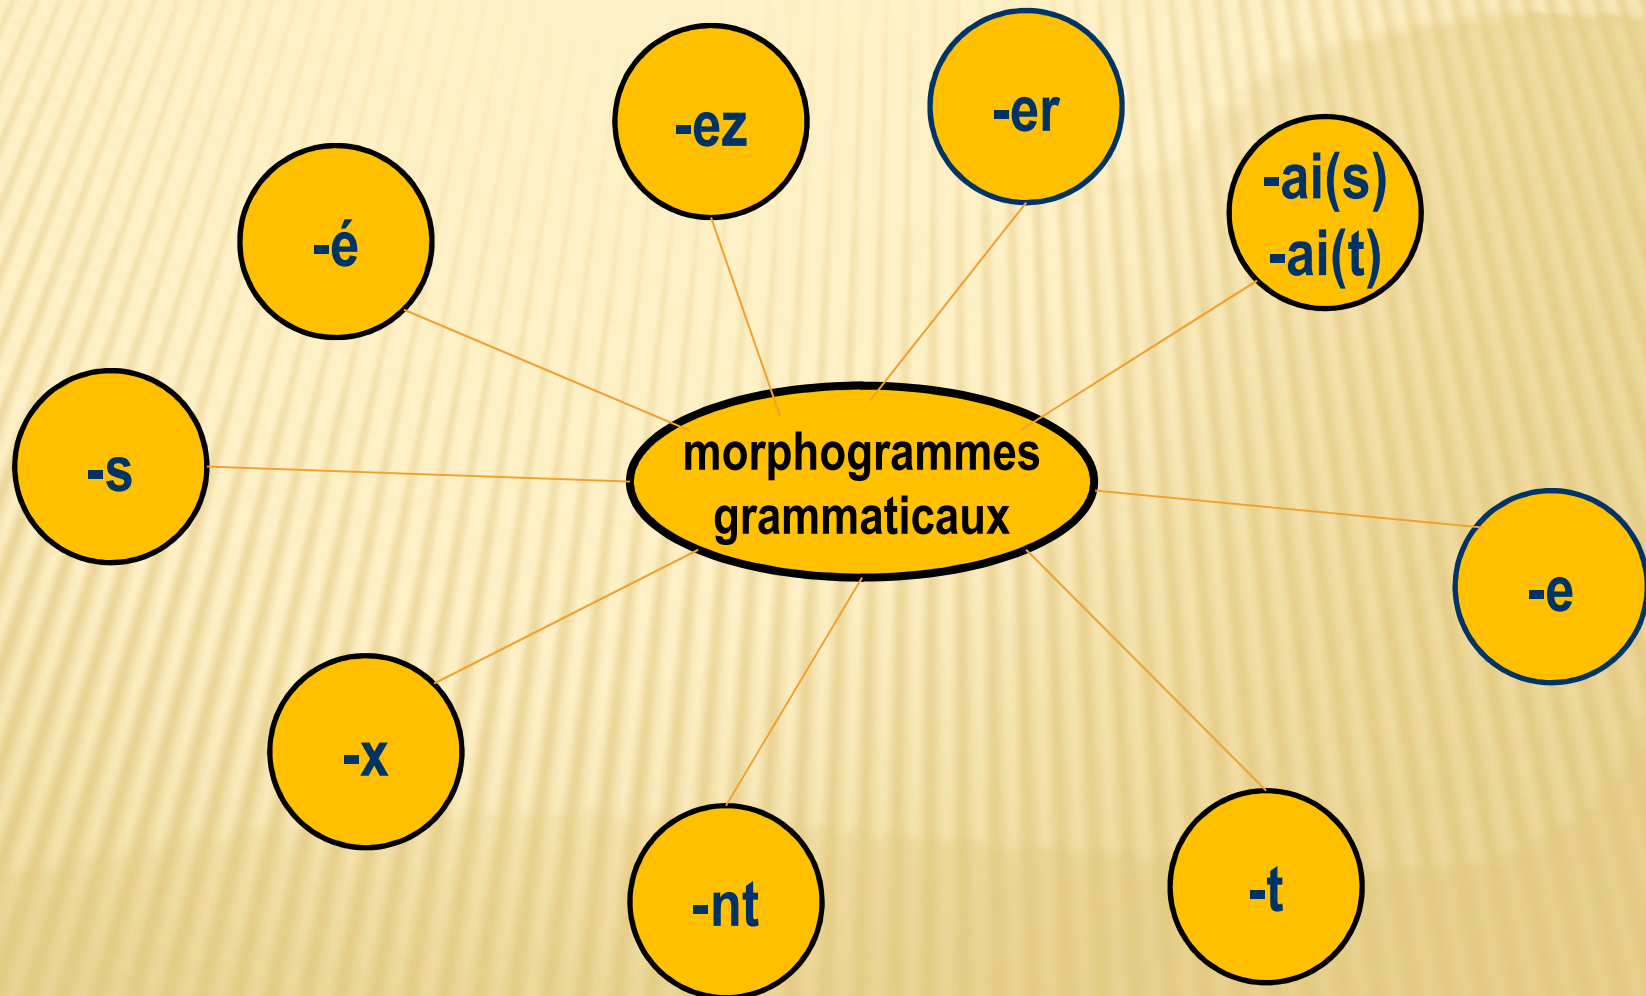 -er
-ez
-ai(s)
-ai(t)
-é
morphogrammes
grammaticaux
-s
-e
-x
-nt
-t